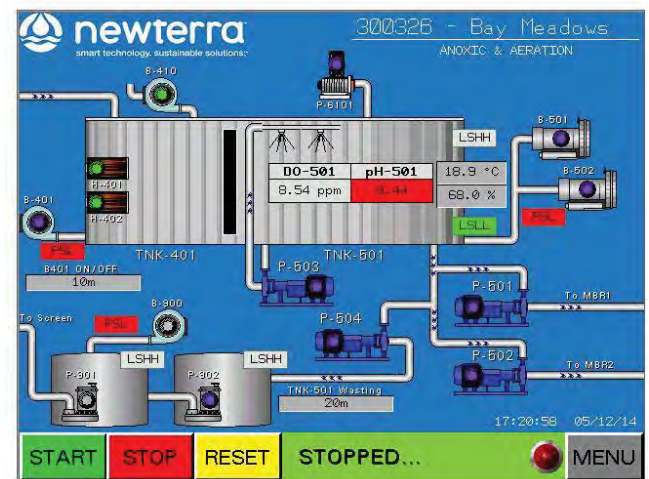 newterra
smart technology. sustainable solutions.
300326 - Bay Meadows
ANOXIC & AERATION
B-410
P-6101
B-501
LSHH
DO-501 pH-501 18.9 °C
8.54 ppm 68.0 %
B-502
H-401
B-401
H-402
LSLL
FSL
PSL
TNK-401 TNK-501
B401 ON/OFF
10m
P-503
P-501
To MBR1
B-900
To Screen
PSL
P-504
LSHH LSHH
P-901 P-902
P-502
To MBR2
TNK-501 Wasting
20m
17:20:58 05/12/14
START STOP RESET STOPPED... MENU